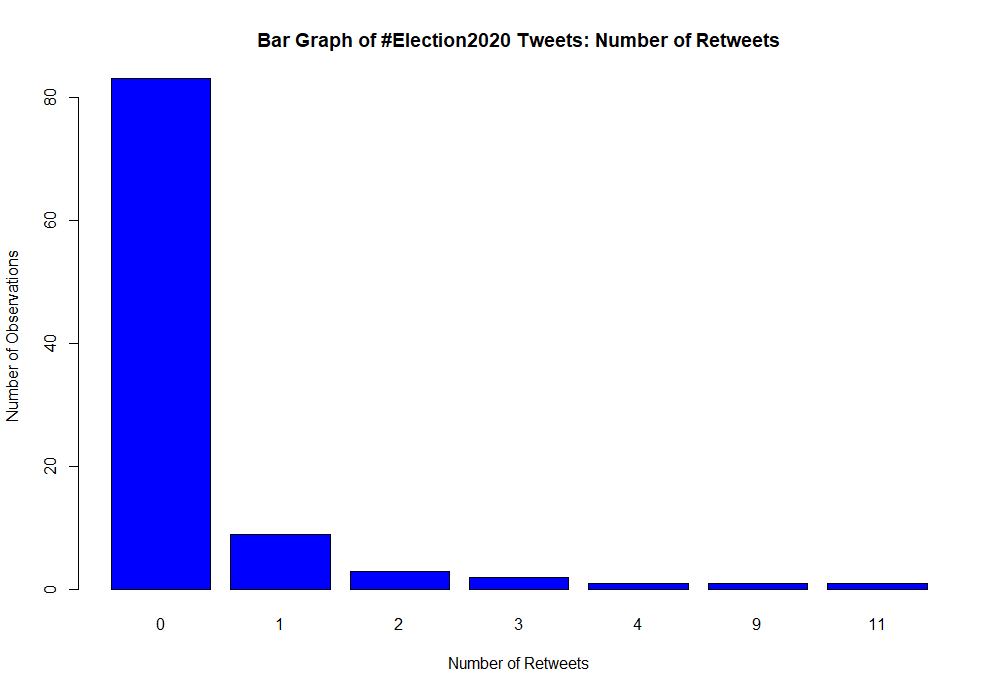 Bar Graph of #Election2020 Tweets: Number of Retweets
Number of Observations
80
60
40
20
0
0 1 2 3 4 9 11
Number of Retweets